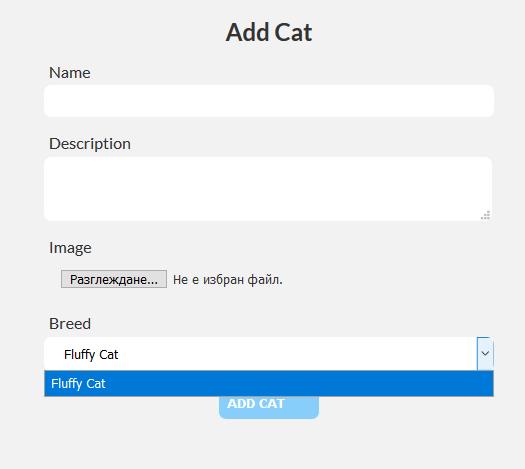 Add Cat
Name
Description
Image
Разглеждане... Не е избран файл.
Breed
Fluffy Cat
Fluffy Cat
ADD CAT